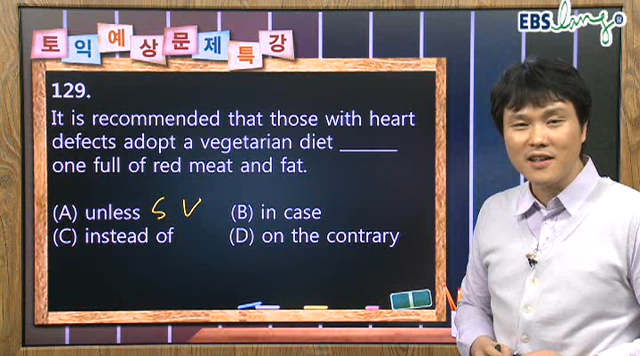 토익예상문제특강
EBSlang
129.
It is recommended that those with heart
defects adopt a vegetarian diet ______
one full of red meat and fat.
(A) unless S V (B) in case
(C) instead of (D) on the contrary